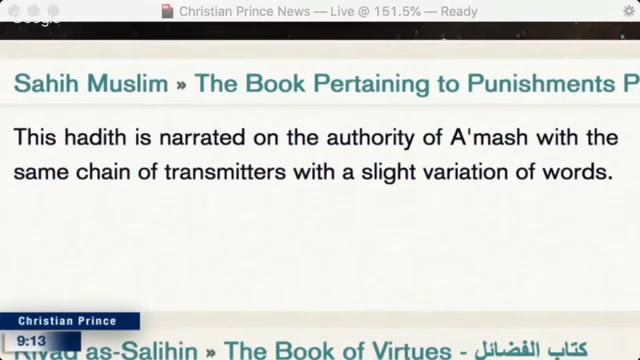 Christian Prince News — Live @ 151.5% — Ready
Google
Sahih Muslim » The Book Pertaining to Punishments P
This hadith is narrated on the authority of A'mash with the
same chain of transmitters with a slight variation of words.
Christian Prince
9:13
Riyad as-Salihin » The Book of Virtues - كتاب الفضائل